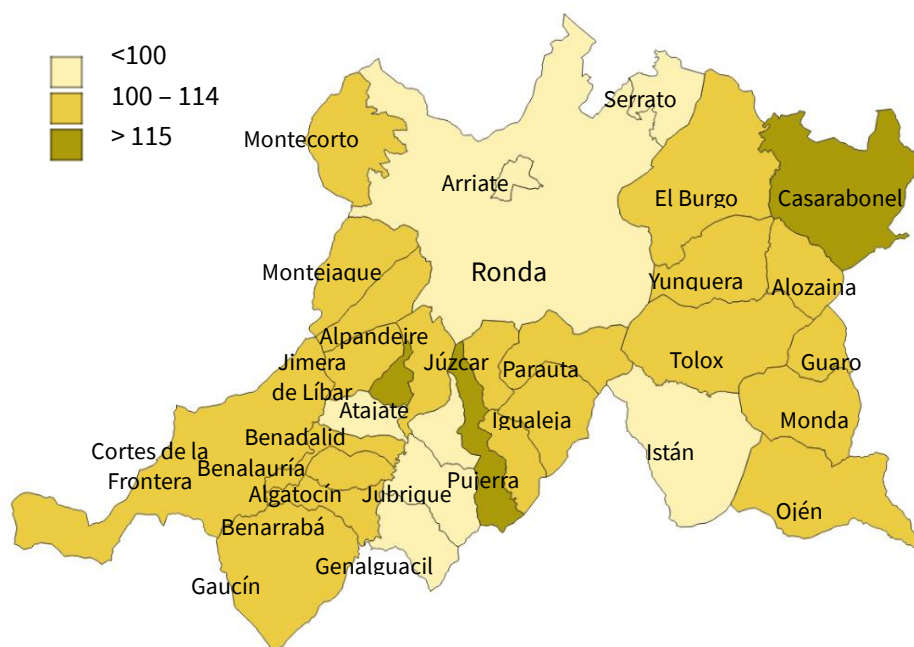 <100
100 – 114
> 115
Serrato
Montecorto
Arriate
El Burgo
Casarabonel
Montejaque
Ronda
Yunquera
Alozaina
Alpandeire
Jimera
de Líbar
Júzcar
Parauta
Tolox
Guaro
Atajate
Igualeja
Monda
Benadalid
Cortes de la
Frontera
Benalauría
Istán
Algatocín
Jubrique
Pujerra
Ojén
Benarrabá
Genalguacil
Gaucín